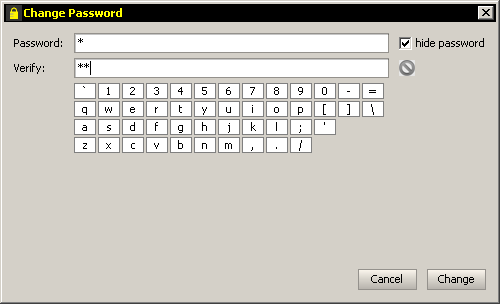 Change Password
Password: * hide password
Verify: **
` 1 2 3 4 5 6 7 8 9 0 - =
q w e r t y u i o p [ ] \
a s d f g h j k l ; '
z x c v b n m , . /
Cancel Change